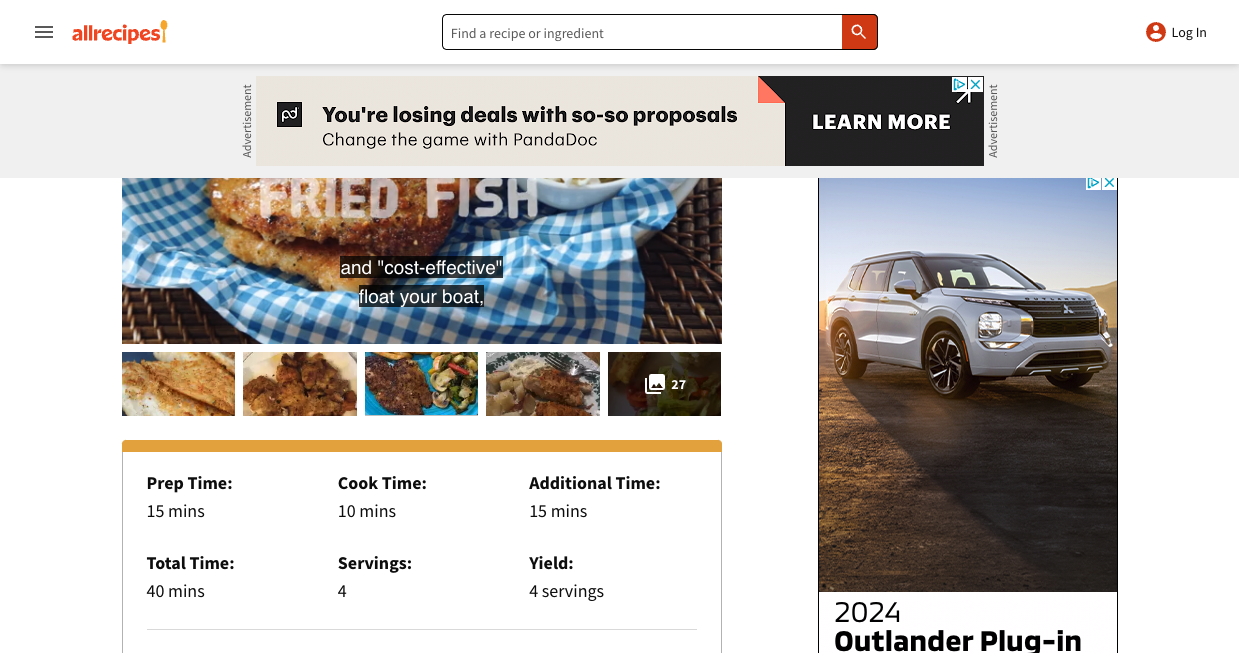 allrecipes
Find a recipe or ingredient
Log In
Advertisement
pd
You're losing deals with so-so proposals
Change the game with PandaDoc
LEARN MORE
Advertisement
FRIED FISH
and "cost-effective"
float your boat,
27
Prep Time:
15 mins
Cook Time:
10 mins
Additional Time:
15 mins
Total Time:
40 mins
Servings:
4
Yield:
4 servings
OUTLANDER
2024
Outlander Plug-in